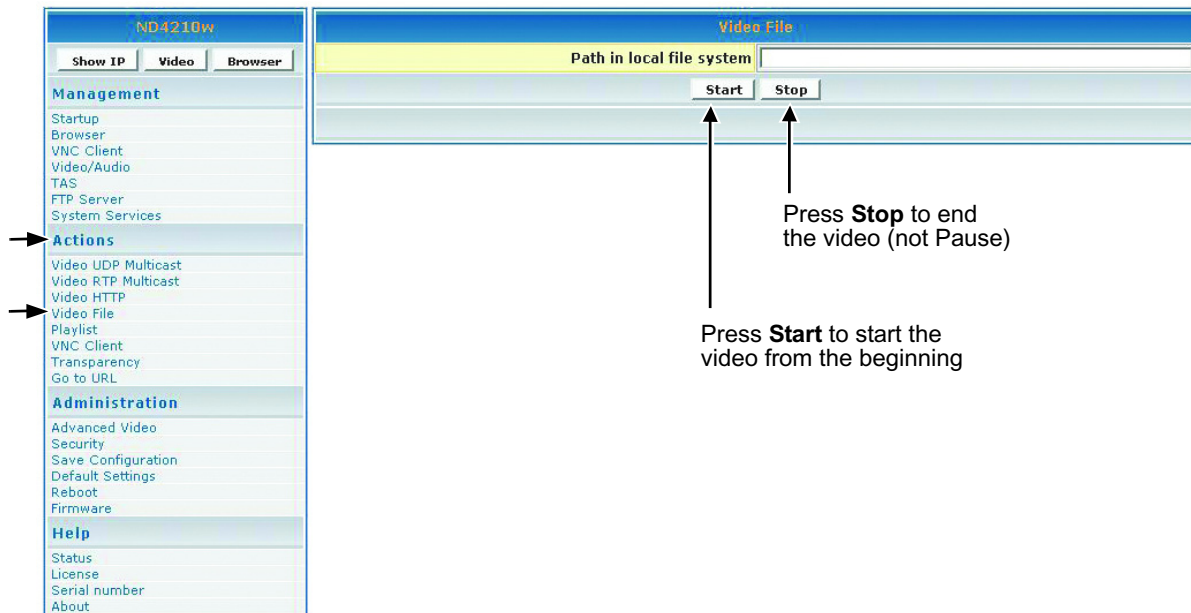 ND4210w
Show IP Video Browser
Management
Startup
Browser
VNC Client
Video/Audio
TAS
FTP Server
System Services
Actions
Video UDP Multicast
Video RTP Multicast
Video HTTP
Video File
Playlist
VNC Client
Transparency
Go to URL
Administration
Advanced Video
Security
Save Configuration
Default Settings
Reboot
Firmware
Help
Status
License
Serial number
About
Video File
Path in local file system
Start Stop
Press Stop to end
the video (not Pause)
Press Start to start the
video from the beginning